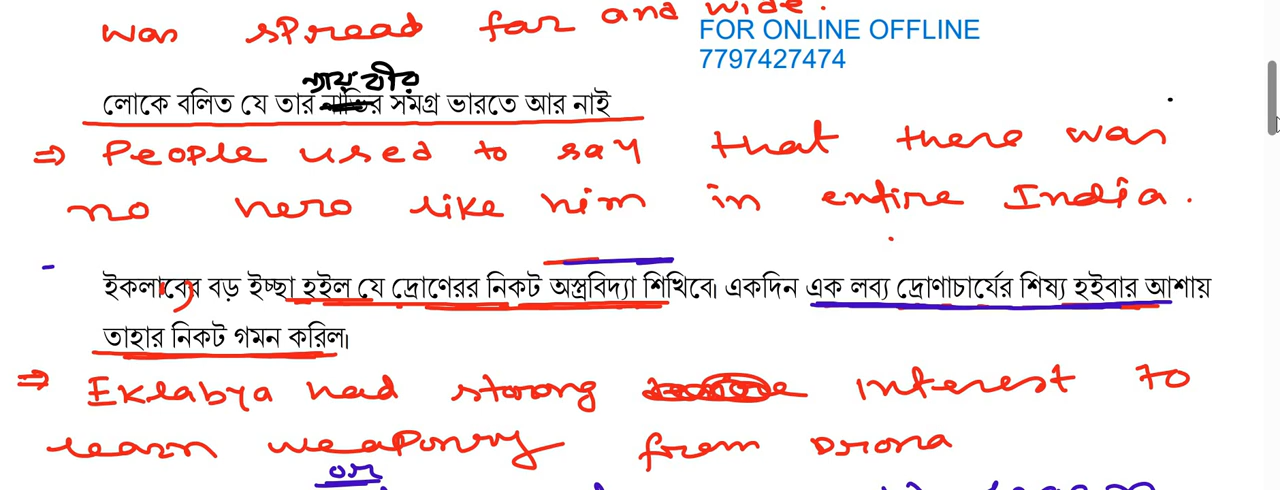 was spread far and wide.
FOR ONLINE OFFLINE
7797427474
ন্যায় বীর
লোকে বলিত যে তার সমগ্র ভারতে আর নাই
⇒ People used to say that there was
no hero like him in entire India.
ইকলাবের বড় ইচ্ছা হইল যে দ্রোণেরর নিকট অস্ত্রবিদ্যা শিখিবে। একদিন এক লব্য দ্রোণাচার্যের শিষ্য হইবার আশায়
তাহার নিকট গমন করিল।
⇒ Eklabya had strong interest to
learn weaponry from Drona
or